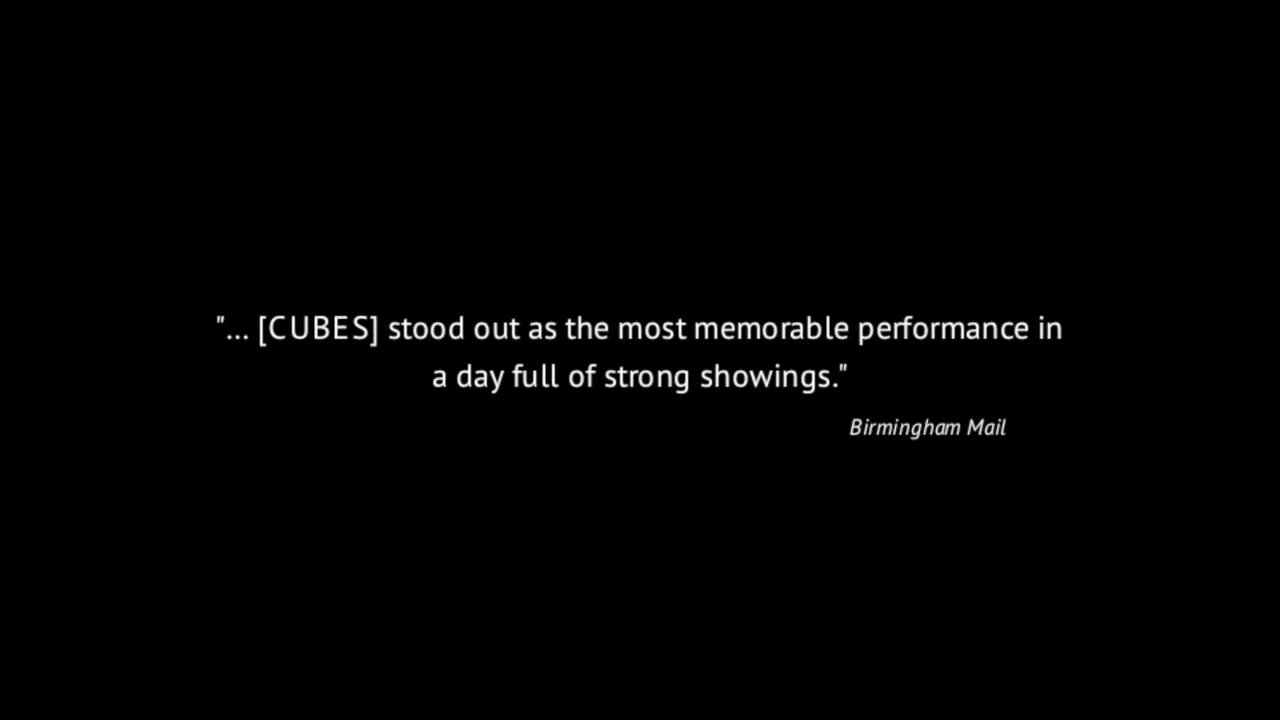 "... [CUBES] stood out as the most memorable performance in
a day full of strong showings."
Birmingham Mail